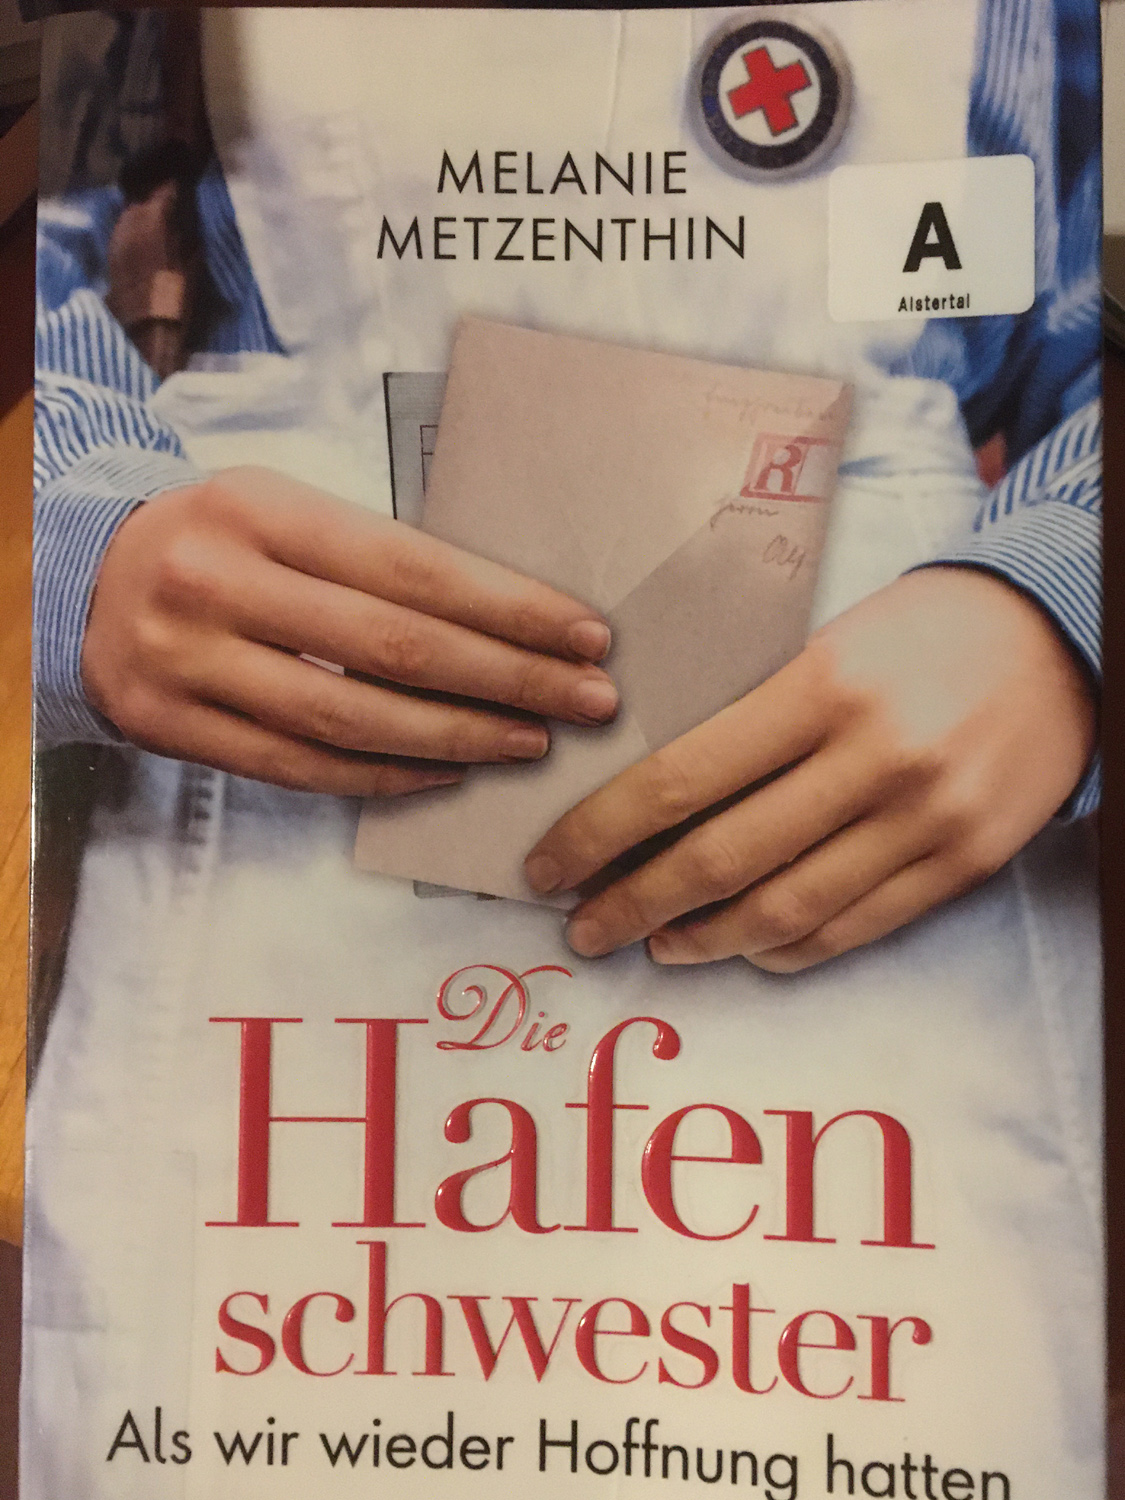 MELANIE
METZENTHIN
A
Alstertal
R
Die
Hafen
schwester
Als wir wieder Hoffnung hatten